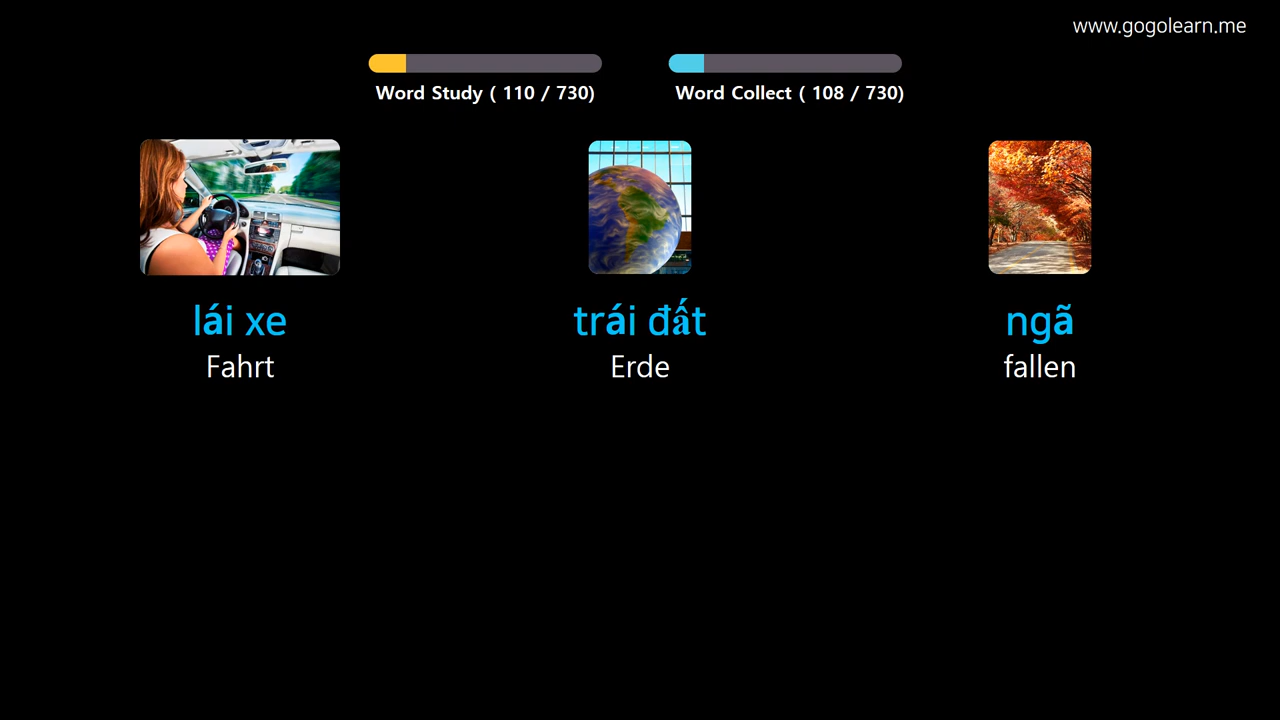 www.gogolearn.me
Word Study ( 110 / 730)
Word Collect ( 108 / 730)
lái xe
Fahrt
trái đất
Erde
ngã
fallen